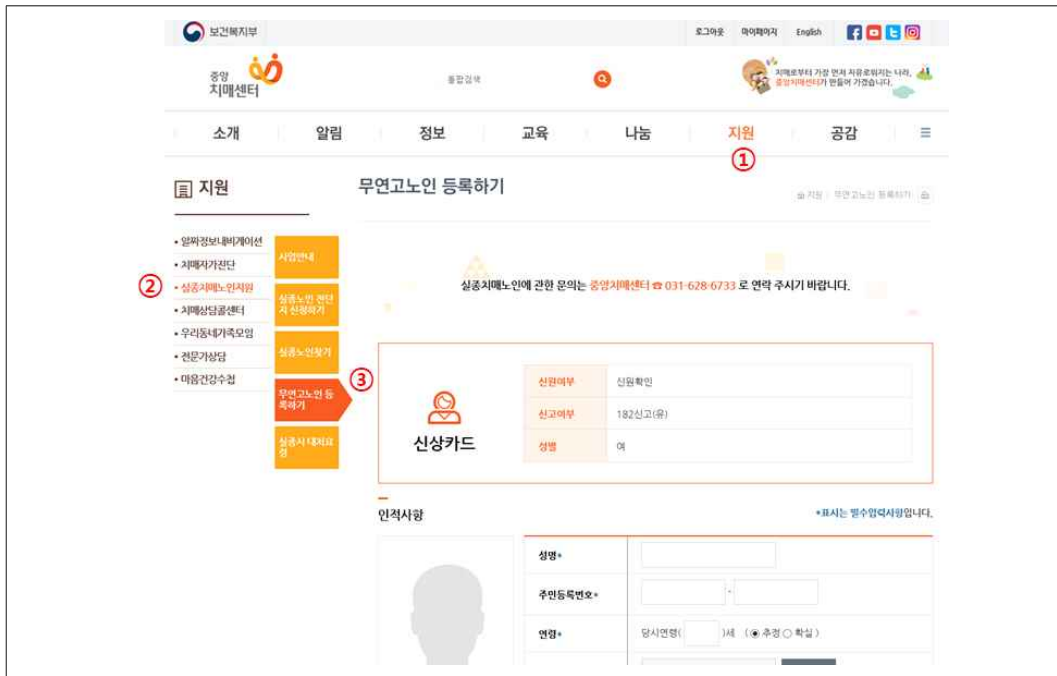 보건복지부
로그아웃 마이페이지 English
중앙
치매센터
통합검색
치매로부터 가장 먼저 자유로워지는 나라,
중앙치매센터가 만들어 가겠습니다.
소개 알림 정보 교육 나눔 지원 공감
①
지원
무연고노인 등록하기
지원 무연고노인 등록하기
• 알짜정보내비게이션
• 치매자가진단
② • 실종치매노인지원
• 치매상담콜센터
• 우리동네가족모임
• 전문가상담
• 마음건강수첩
사업안내
실종노인 전단
지 신청하기
실종노인찾기
③
무연고노인 등
록하기
실종시 대처요
령
실종치매노인에 관한 문의는 중앙치매센터 ☎ 031-628-6733 로 연락 주시기 바랍니다.
신상카드
신원여부 신원확인
신고여부 182신고(유)
성별 여
인적사항
*표시는 필수입력사항입니다.
성명*
주민등록번호* -
연령* 당시연령( )세 ( 추정 확실 )